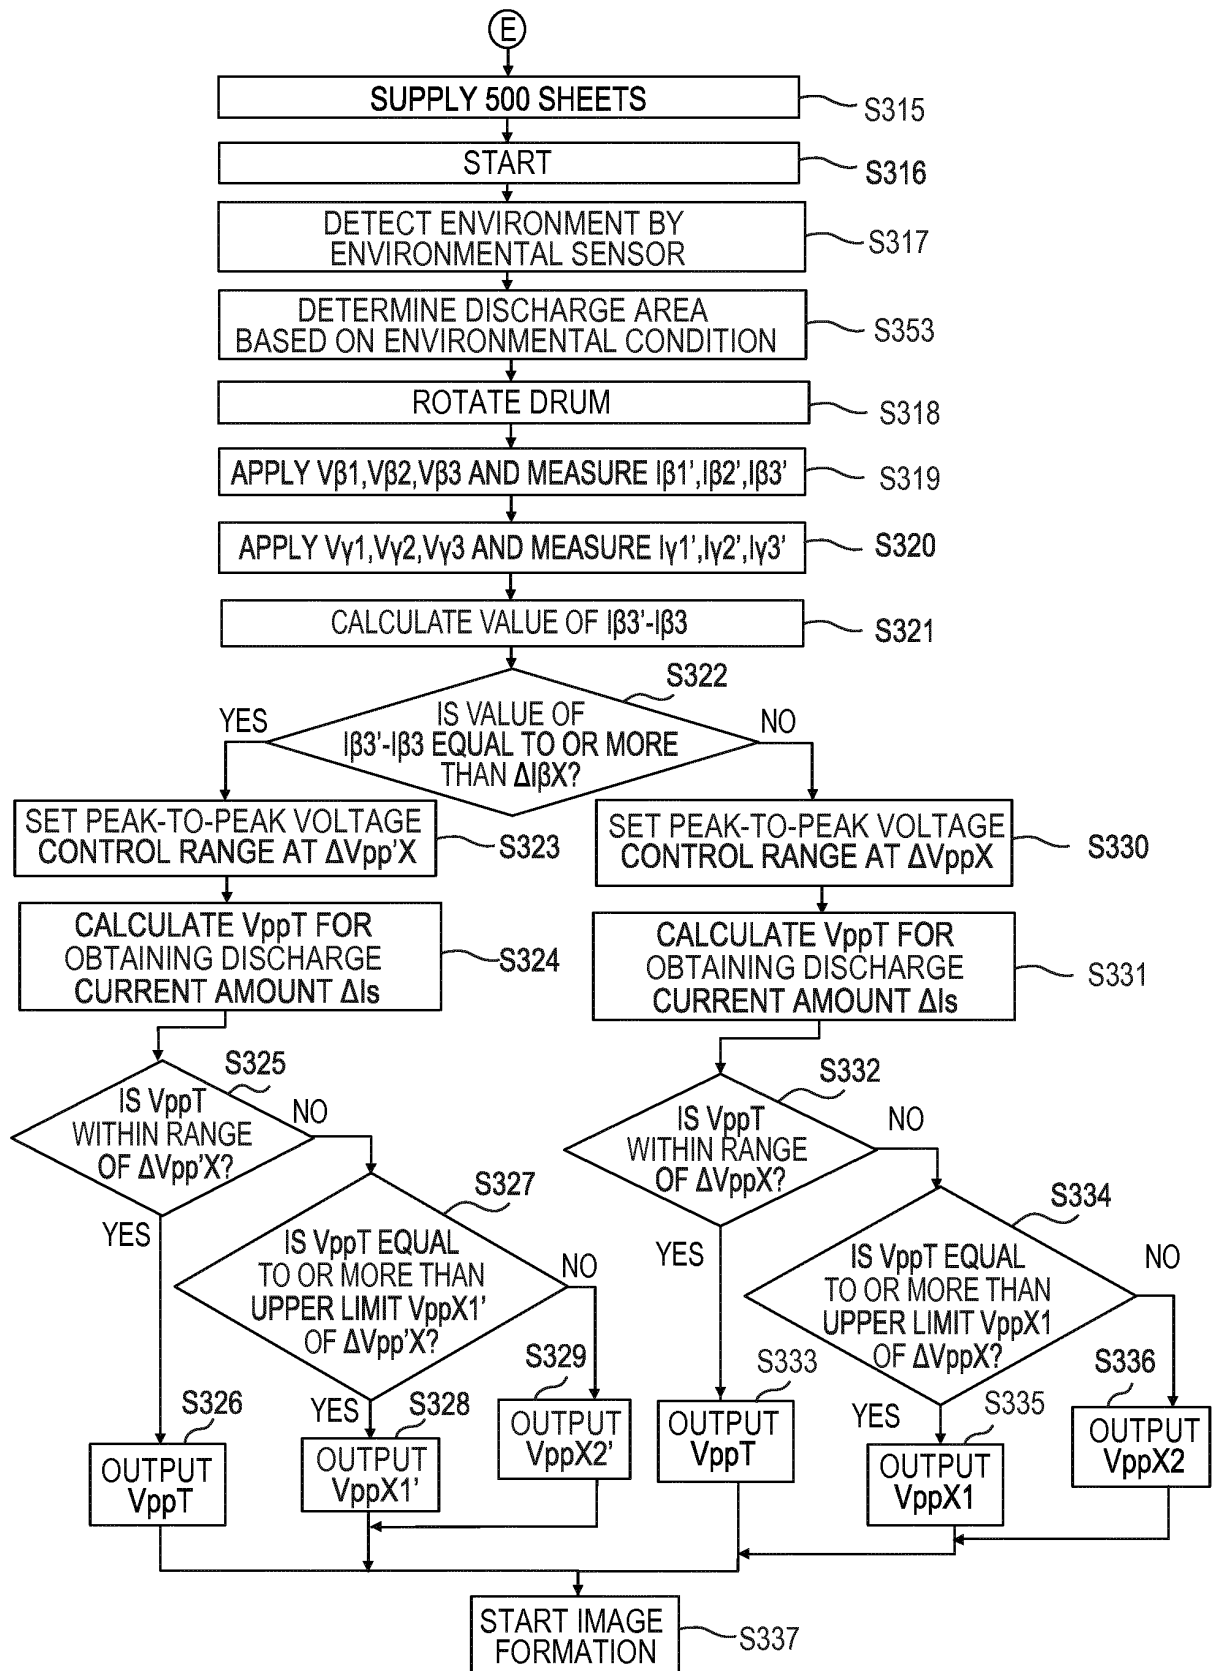 E
SUPPLY 500 SHEETS
S315
START
S316
DETECT ENVIRONMENT BY
ENVIRONMENTAL SENSOR
S317
DETERMINE DISCHARGE AREA
BASED ON ENVIRONMENTAL CONDITION
S353
ROTATE DRUM
S318
APPLY Vβ1,Vβ2,Vβ3 AND MEASURE Iβ1',Iβ2',Iβ3'
S319
APPLY Vγ1,Vγ2,Vγ3 AND MEASURE Iγ1',Iγ2',Iγ3'
S320
CALCULATE VALUE OF Iβ3'-Iβ3
S321
S322
IS VALUE OF
Iβ3'-Iβ3 EQUAL TO OR MORE
THAN ΔIβX?
YES
NO
SET PEAK-TO-PEAK VOLTAGE
CONTROL RANGE AT ΔVpp'X
S323
SET PEAK-TO-PEAK VOLTAGE
CONTROL RANGE AT ΔVppX
S330
CALCULATE VppT FOR
OBTAINING DISCHARGE
CURRENT AMOUNT ΔIs
S324
CALCULATE VppT FOR
OBTAINING DISCHARGE
CURRENT AMOUNT ΔIs
S331
S325
IS VppT
WITHIN RANGE
OF ΔVpp'X?
NO
YES
S332
IS VppT
WITHIN RANGE
OF ΔVppX?
NO
YES
S327
IS VppT EQUAL
TO OR MORE THAN
UPPER LIMIT VppX1'
OF ΔVpp'X?
NO
YES
S334
IS VppT EQUAL
TO OR MORE THAN
UPPER LIMIT VppX1
OF ΔVppX?
NO
YES
S326
OUTPUT
VppT
S328
OUTPUT
VppX1'
S329
OUTPUT
VppX2'
S333
OUTPUT
VppT
S335
OUTPUT
VppX1
S336
OUTPUT
VppX2
START IMAGE
FORMATION
S337